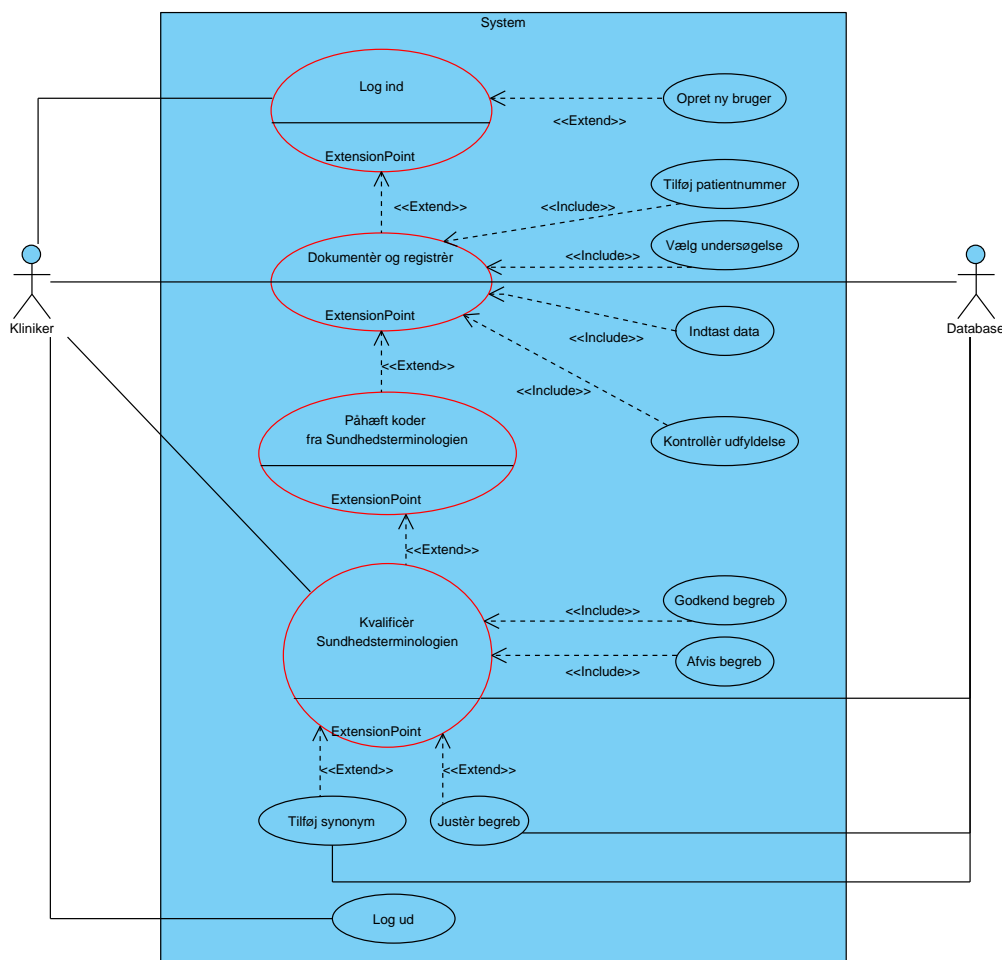 System
Log ind
ExtensionPoint
Opret ny bruger
<<Extend>>
Tilføj patientnummer
<<Extend>>
<<Include>>
Vælg undersøgelse
<<Include>>
Dokumentèr og registrèr
ExtensionPoint
Kliniker
Database
Indtast data
<<Include>>
<<Extend>>
<<Include>>
Påhæft koder
fra Sundhedsterminologien
Kontrollèr udfyldelse
ExtensionPoint
<<Extend>>
Godkend begreb
<<Include>>
Kvalificèr
Sundhedsterminologien
Afvis begreb
<<Include>>
ExtensionPoint
<<Extend>>
<<Extend>>
Tilføj synonym
Justèr begreb
Log ud